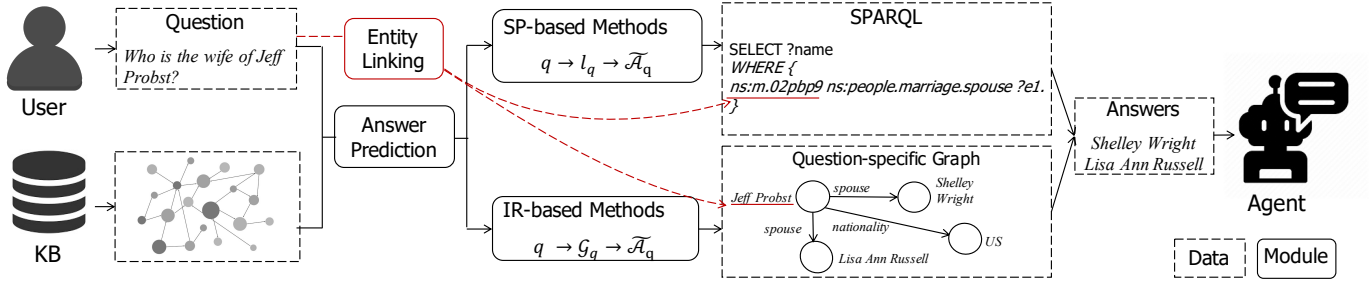 User
KB
Question
Who is the wife of Jeff
Probst?
Entity
Linking
Answer
Prediction
SP-based Methods
q → l_q → 𝒜̃_q
IR-based Methods
q → 𝒢_q → 𝒜̃_q
SPARQL
SELECT ?name
WHERE {
ns:m.02pbp9 ns:people.marriage.spouse ?e1.
}
Question-specific Graph
Jeff Probst
spouse
Shelley
Wright
spouse
nationality
US
Lisa Ann Russell
Answers
Shelley Wright
Lisa Ann Russell
Agent
Data
Module